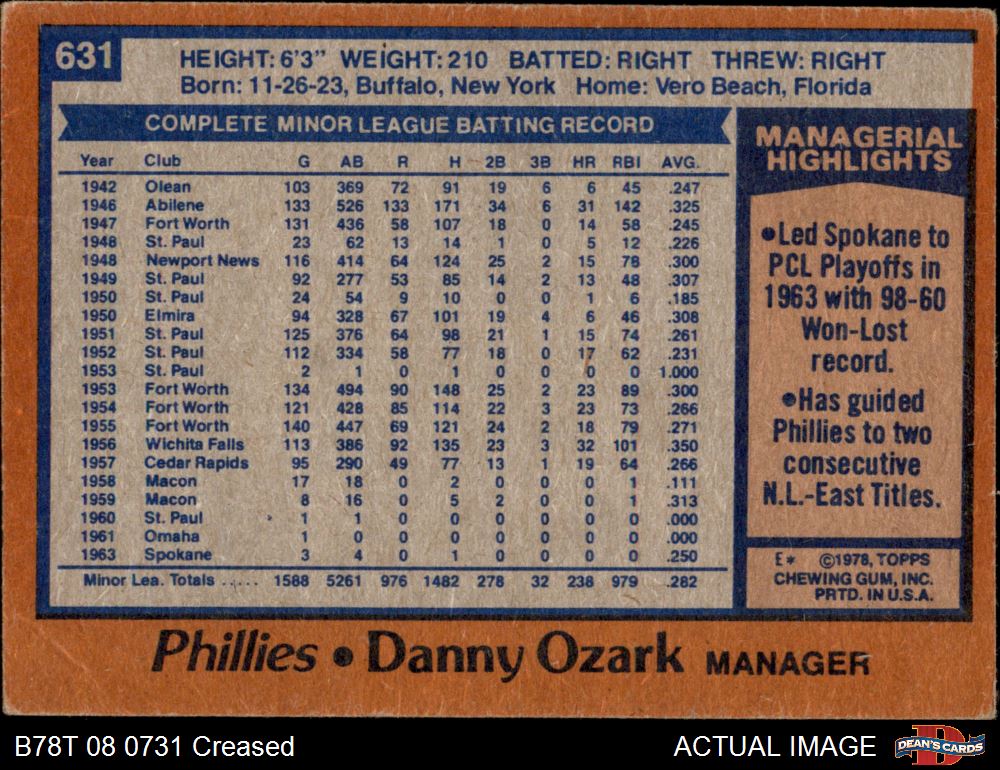 631
HEIGHT: 6'3" WEIGHT: 210 BATTED: RIGHT THREW: RIGHT
Born: 11-26-23, Buffalo, New York Home: Vero Beach, Florida
COMPLETE MINOR LEAGUE BATTING RECORD
Year Club G AB R H 2B 3B HR RBI AVG.
1942 Olean 103 369 72 91 19 6 6 45 .247
1946 Abilene 133 526 133 171 34 6 31 142 .325
1947 Fort Worth 131 436 58 107 18 0 14 58 .245
1948 St. Paul 23 62 13 14 1 0 5 12 .226
1948 Newport News 116 414 64 124 25 2 15 78 .300
1949 St. Paul 92 277 53 85 14 2 13 48 .307
1950 St. Paul 24 54 9 10 0 0 1 6 .185
1950 Elmira 94 328 67 101 19 4 6 46 .308
1951 St. Paul 125 376 64 98 21 1 15 74 .261
1952 St. Paul 112 334 58 77 18 0 17 62 .231
1953 St. Paul 2 1 0 1 0 0 0 0 1.000
1953 Fort Worth 134 494 90 148 25 2 23 89 .300
1954 Fort Worth 121 428 85 114 22 3 23 73 .266
1955 Fort Worth 140 447 69 121 24 2 18 79 .271
1956 Wichita Falls 113 386 92 135 23 3 32 101 .350
1957 Cedar Rapids 95 290 49 77 13 1 19 64 .266
1958 Macon 17 18 0 2 0 0 0 1 .111
1959 Macon 8 16 0 5 2 0 0 1 .313
1960 St. Paul 1 1 0 0 0 0 0 0 .000
1961 Omaha 1 0 0 0 0 0 0 0 .000
1963 Spokane 3 4 0 1 0 0 0 0 .250
Minor Lea. Totals ..... 1588 5261 976 1482 278 32 238 979 .282
MANAGERIAL
HIGHLIGHTS
•Led Spokane to
PCL Playoffs in
1963 with 98-60
Won-Lost
record.
•Has guided
Phillies to two
consecutive
N.L.-East Titles.
E* ©1978, TOPPS
CHEWING GUM, INC.
PRTD. IN U.S.A.
Phillies • Danny Ozark MANAGER
B78T 08 0731 Creased
ACTUAL IMAGE
D
DEAN'S CARDS